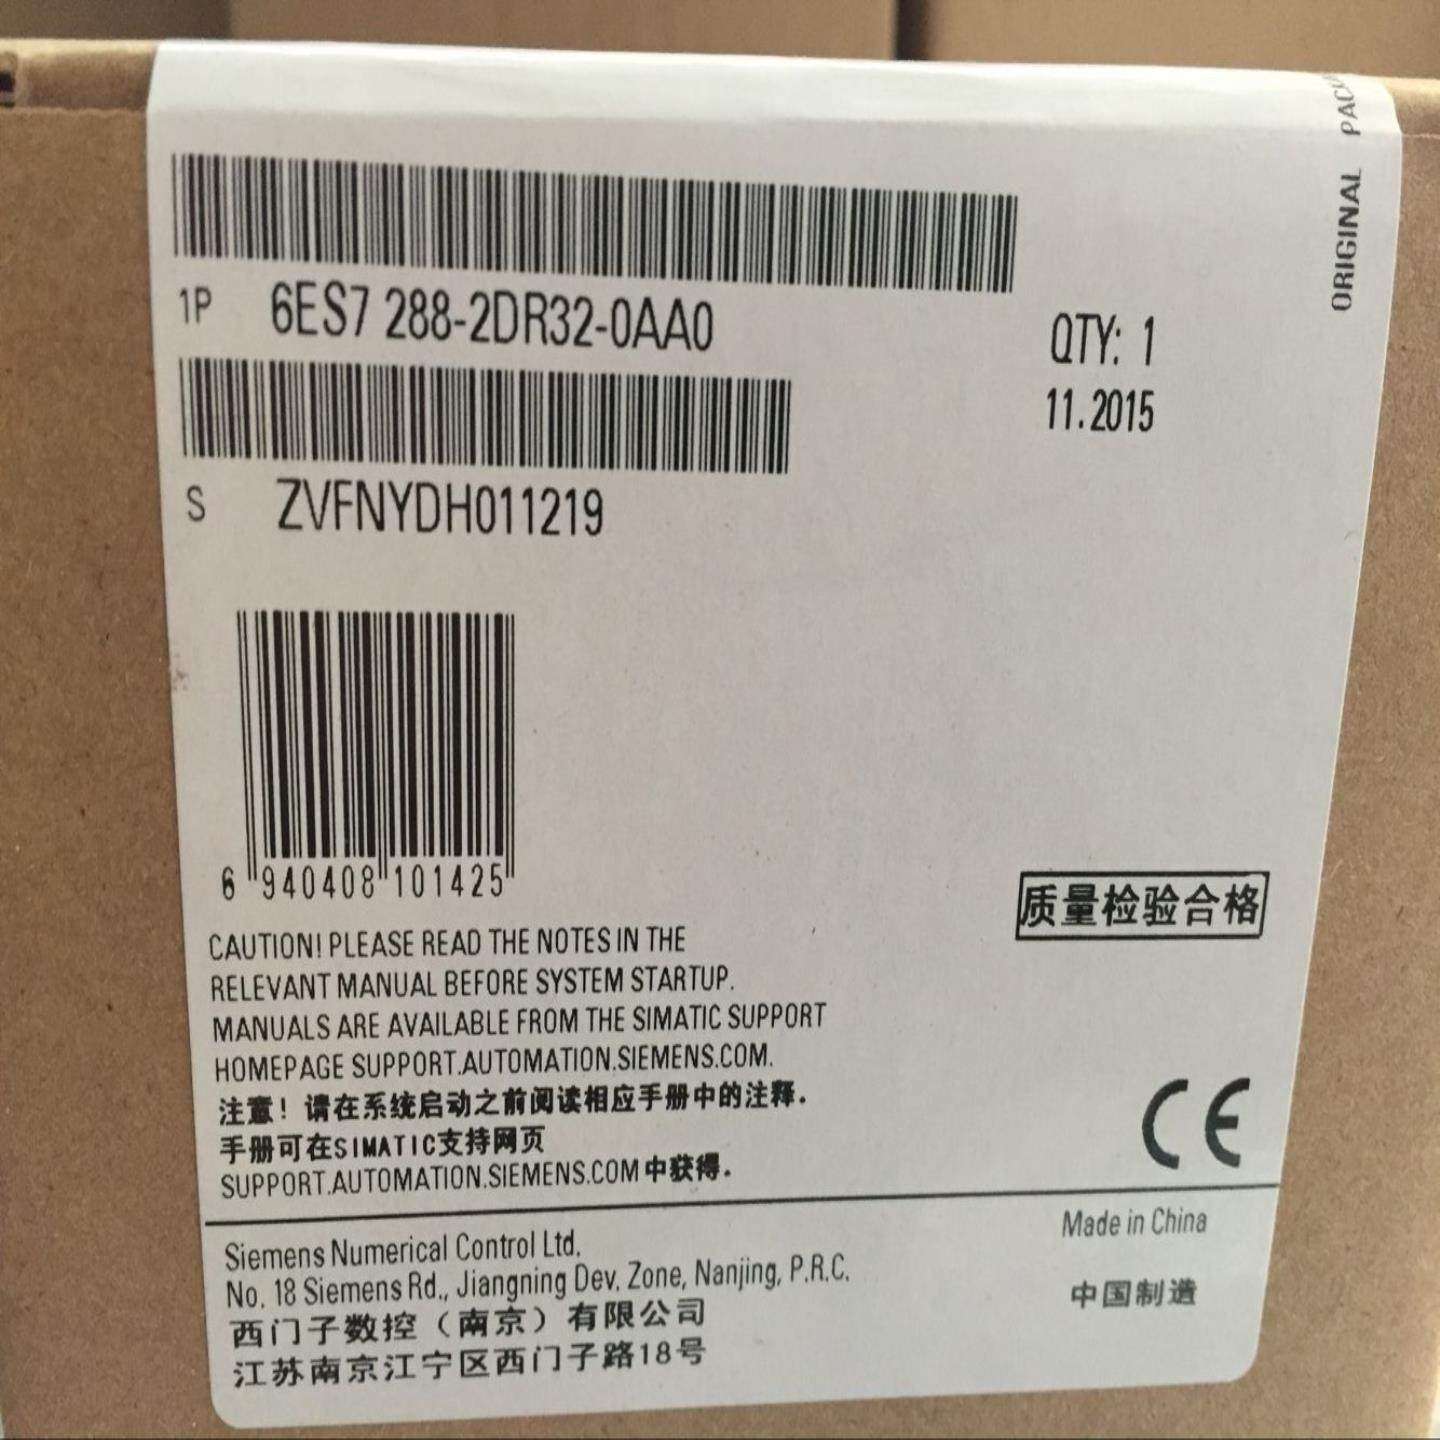 ORIGINAL
1P 6ES7 288-2DR32-0AA0
QTY: 1
11.2015
S ZVFNYDH011219
6 940408 101425
CAUTION! PLEASE READ THE NOTES IN THE
RELEVANT MANUAL BEFORE SYSTEM STARTUP.
MANUALS ARE AVAILABLE FROM THE SIMATIC SUPPORT
HOMEPAGE SUPPORT.AUTOMATION.SIEMENS.COM.
注意！请在系统启动之前阅读相应手册中的注释.
手册可在SIMATIC支持网页
SUPPORT.AUTOMATION.SIEMENS.COM 中获得.
质量检验合格
CE
Siemens Numerical Control Ltd.
No. 18 Siemens Rd., Jiangning Dev. Zone, Nanjing, P.R.C.
西门子数控（南京）有限公司
江苏南京江宁区西门子路18号
Made in China
中国制造